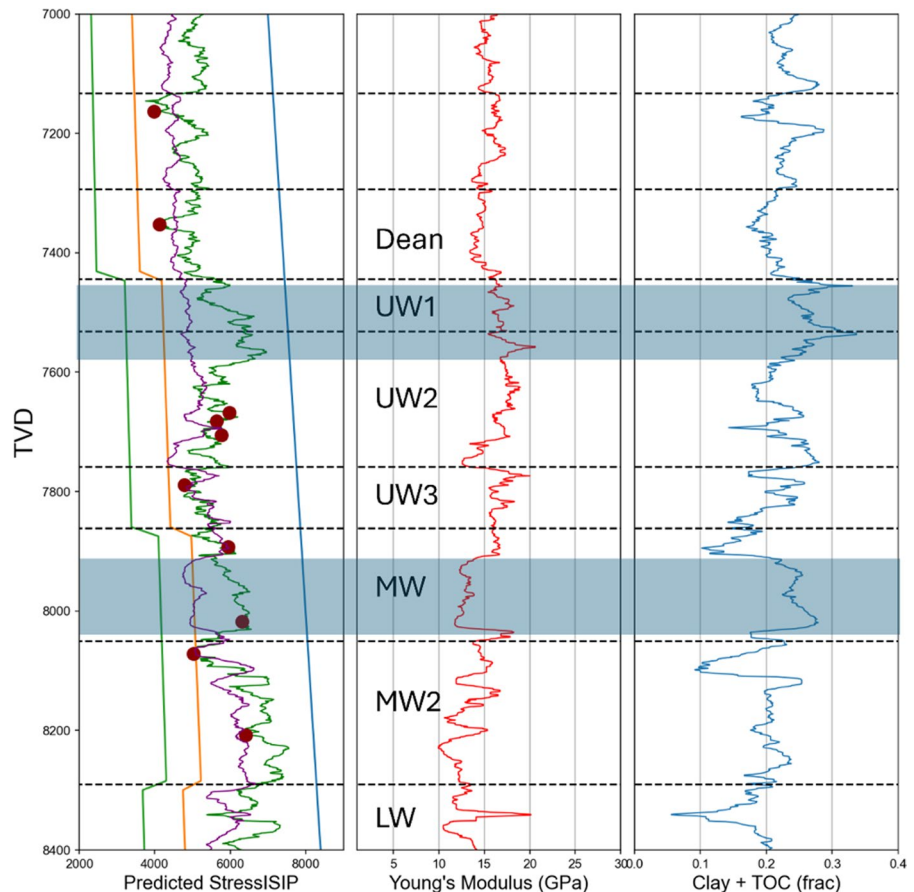 TVD
7000
7200
7400
7600
7800
8000
8200
8400
Dean
UW1
UW2
UW3
MW
MW2
LW
2000 4000 6000 8000
5 10 15 20 25 30
0.0 0.1 0.2 0.3 0.4
Predicted StressISIP
Young's Modulus (GPa)
Clay + TOC (frac)